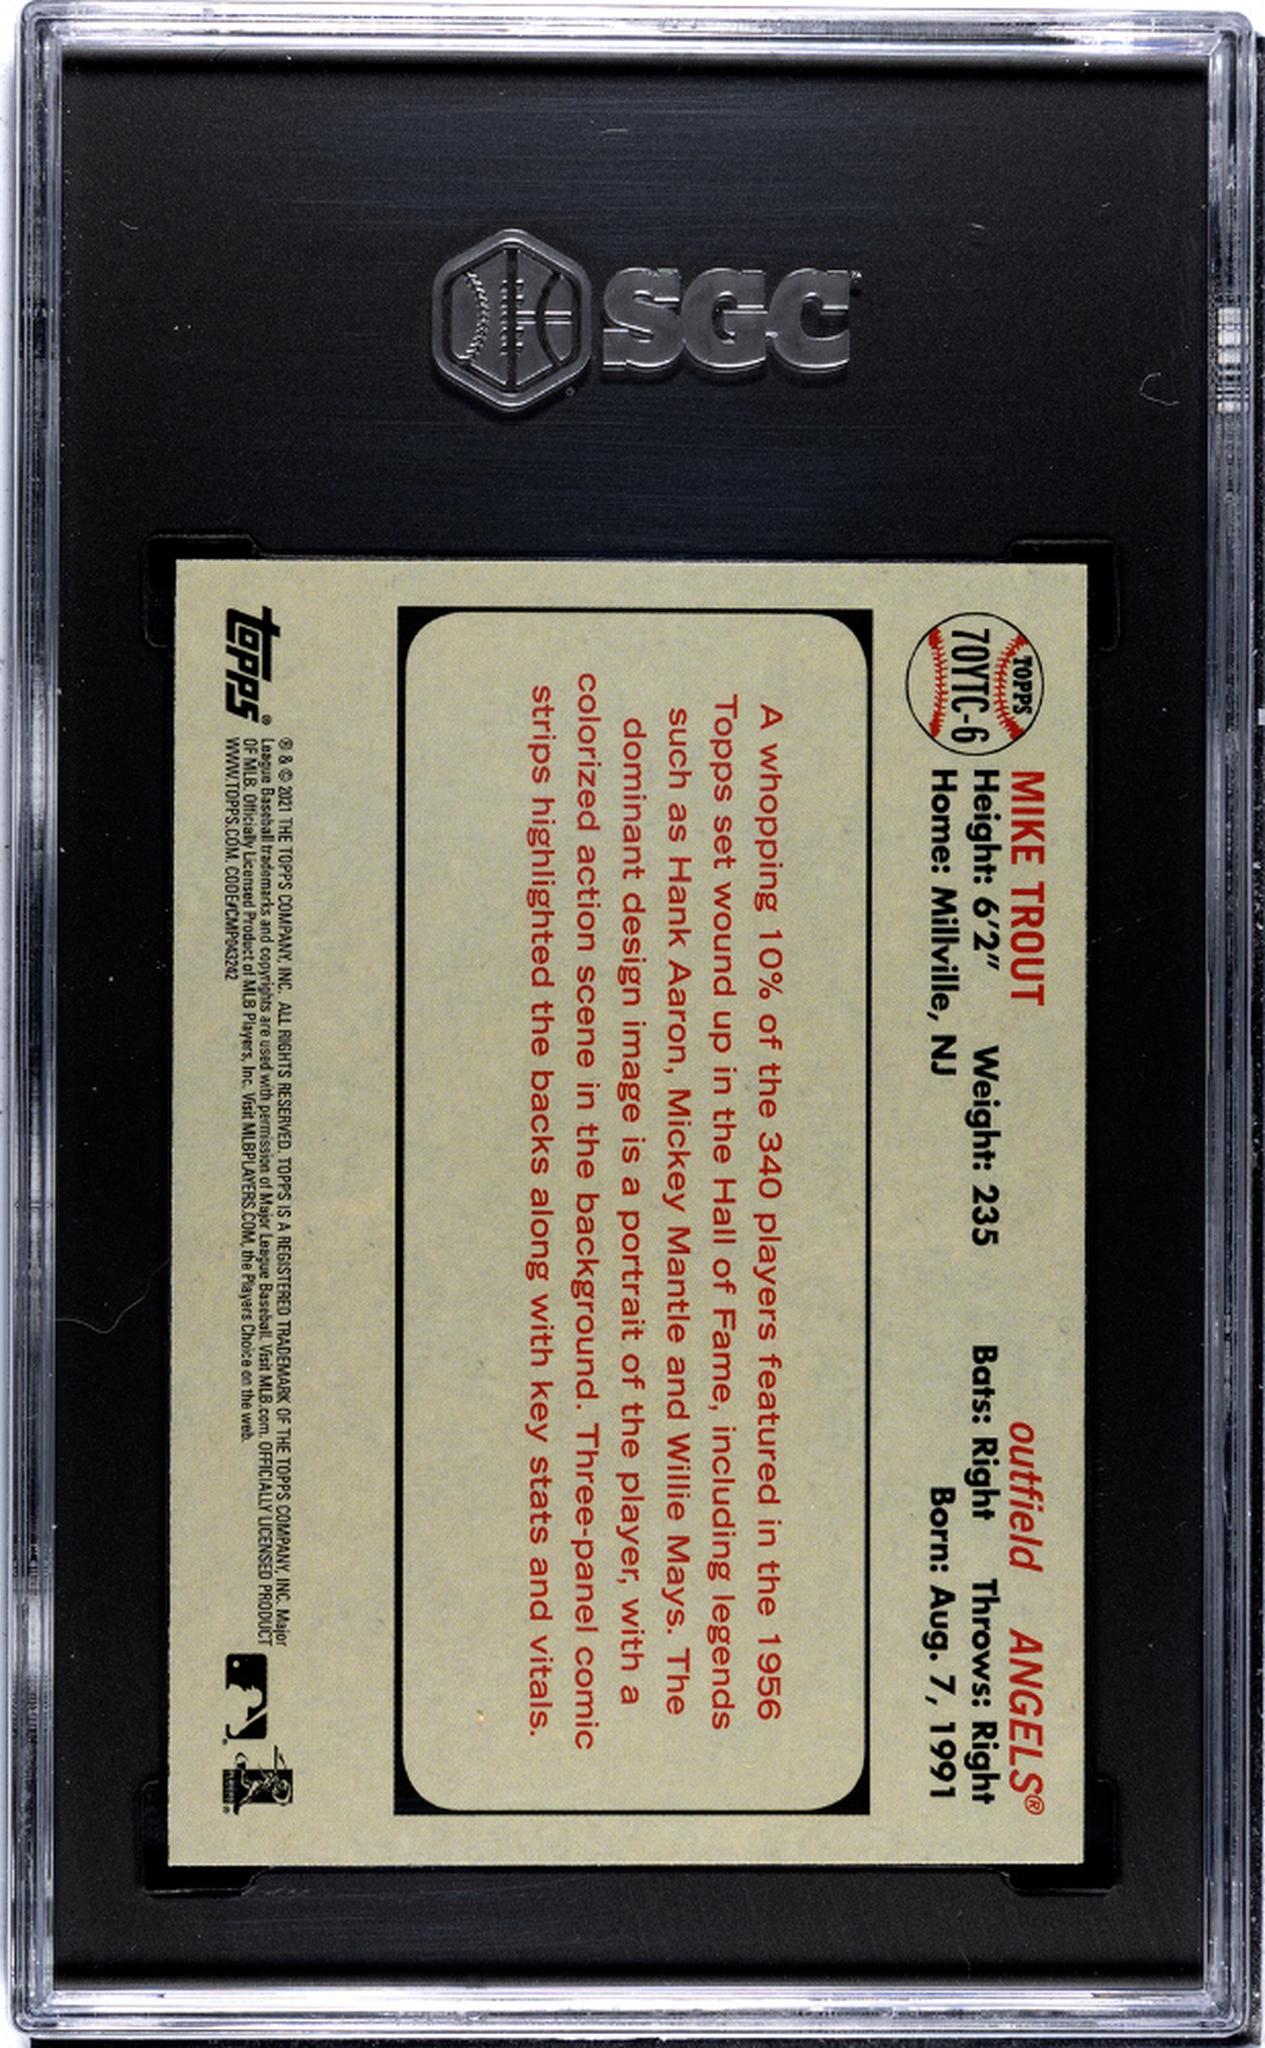 SGC
TOPPS
70YTC-6
MIKE TROUT outfield ANGELS®
Height: 6'2" Weight: 235 Bats: Right Throws: Right
Home: Millville, NJ Born: Aug. 7, 1991
A whopping 10% of the 340 players featured in the 1956
Topps set wound up in the Hall of Fame, including legends
such as Hank Aaron, Mickey Mantle and Willie Mays. The
dominant design image is a portrait of the player, with a
colorized action scene in the background. Three-panel comic
strips highlighted the backs along with key stats and vitals.
topps®
® & © 2021 THE TOPPS COMPANY, INC. ALL RIGHTS RESERVED. TOPPS IS A REGISTERED TRADEMARK OF THE TOPPS COMPANY, INC. Major
League Baseball trademarks and copyrights are used with permission of Major League Baseball. Visit MLB.com. OFFICIALLY LICENSED PRODUCT
OF MLB Players, Inc. Officially Licensed Product of MLB Players, Inc. Visit MLBPLAYERS.COM, the Players Choice on the web.
WWW.TOPPS.COM. CODE#CMP043242